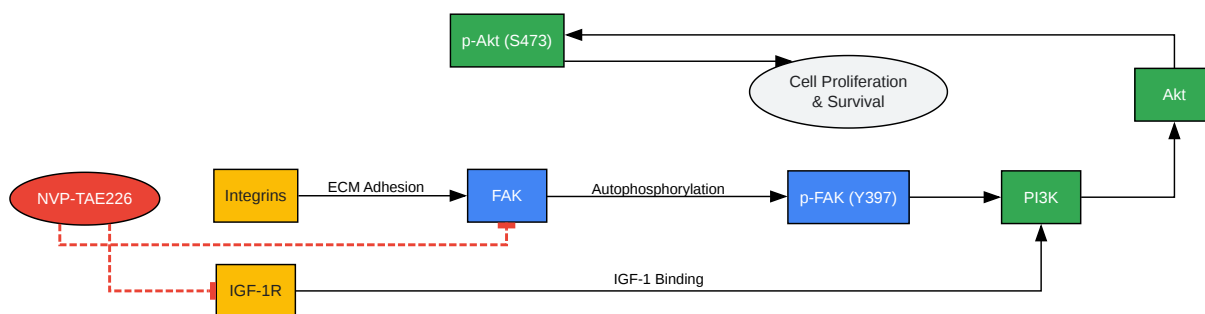 p-Akt (S473)
Cell Proliferation
& Survival
Akt
NVP-TAE226
Integrins
ECM Adhesion
FAK
Autophosphorylation
p-FAK (Y397)
PI3K
IGF-1R
IGF-1 Binding